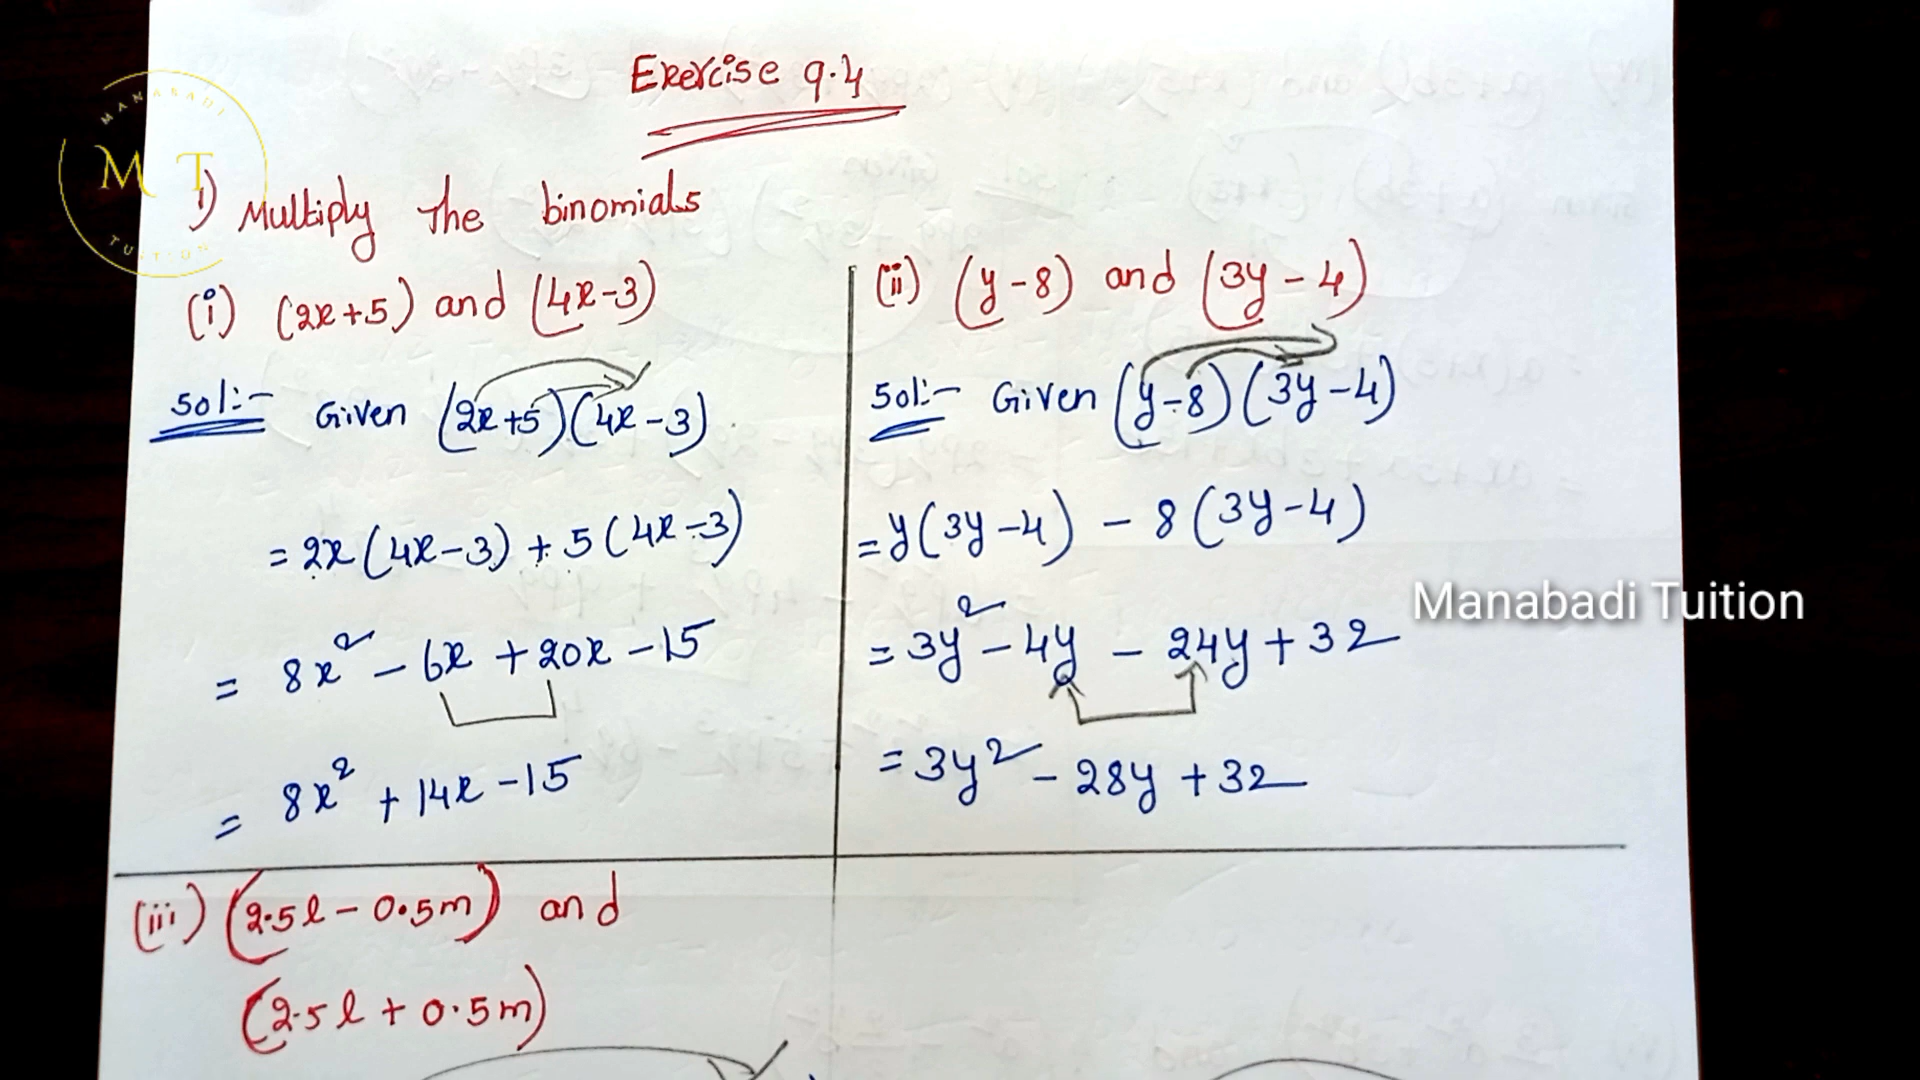 MANABADI
M T
TUITION
Exercise 9.4
1) Multiply the binomials
(i) (2x+5) and (4x-3)
Sol:- Given (2x+5)(4x-3)
= 2x(4x-3) + 5(4x-3)
= 8x² - 6x + 20x - 15
= 8x² + 14x - 15
(ii) (y-8) and (3y-4)
Sol:- Given (y-8)(3y-4)
= y(3y-4) - 8(3y-4)
= 3y² - 4y - 24y + 32
= 3y² - 28y + 32
Manabadi Tuition
(iii) (2.5l - 0.5m) and
(2.5l + 0.5m)